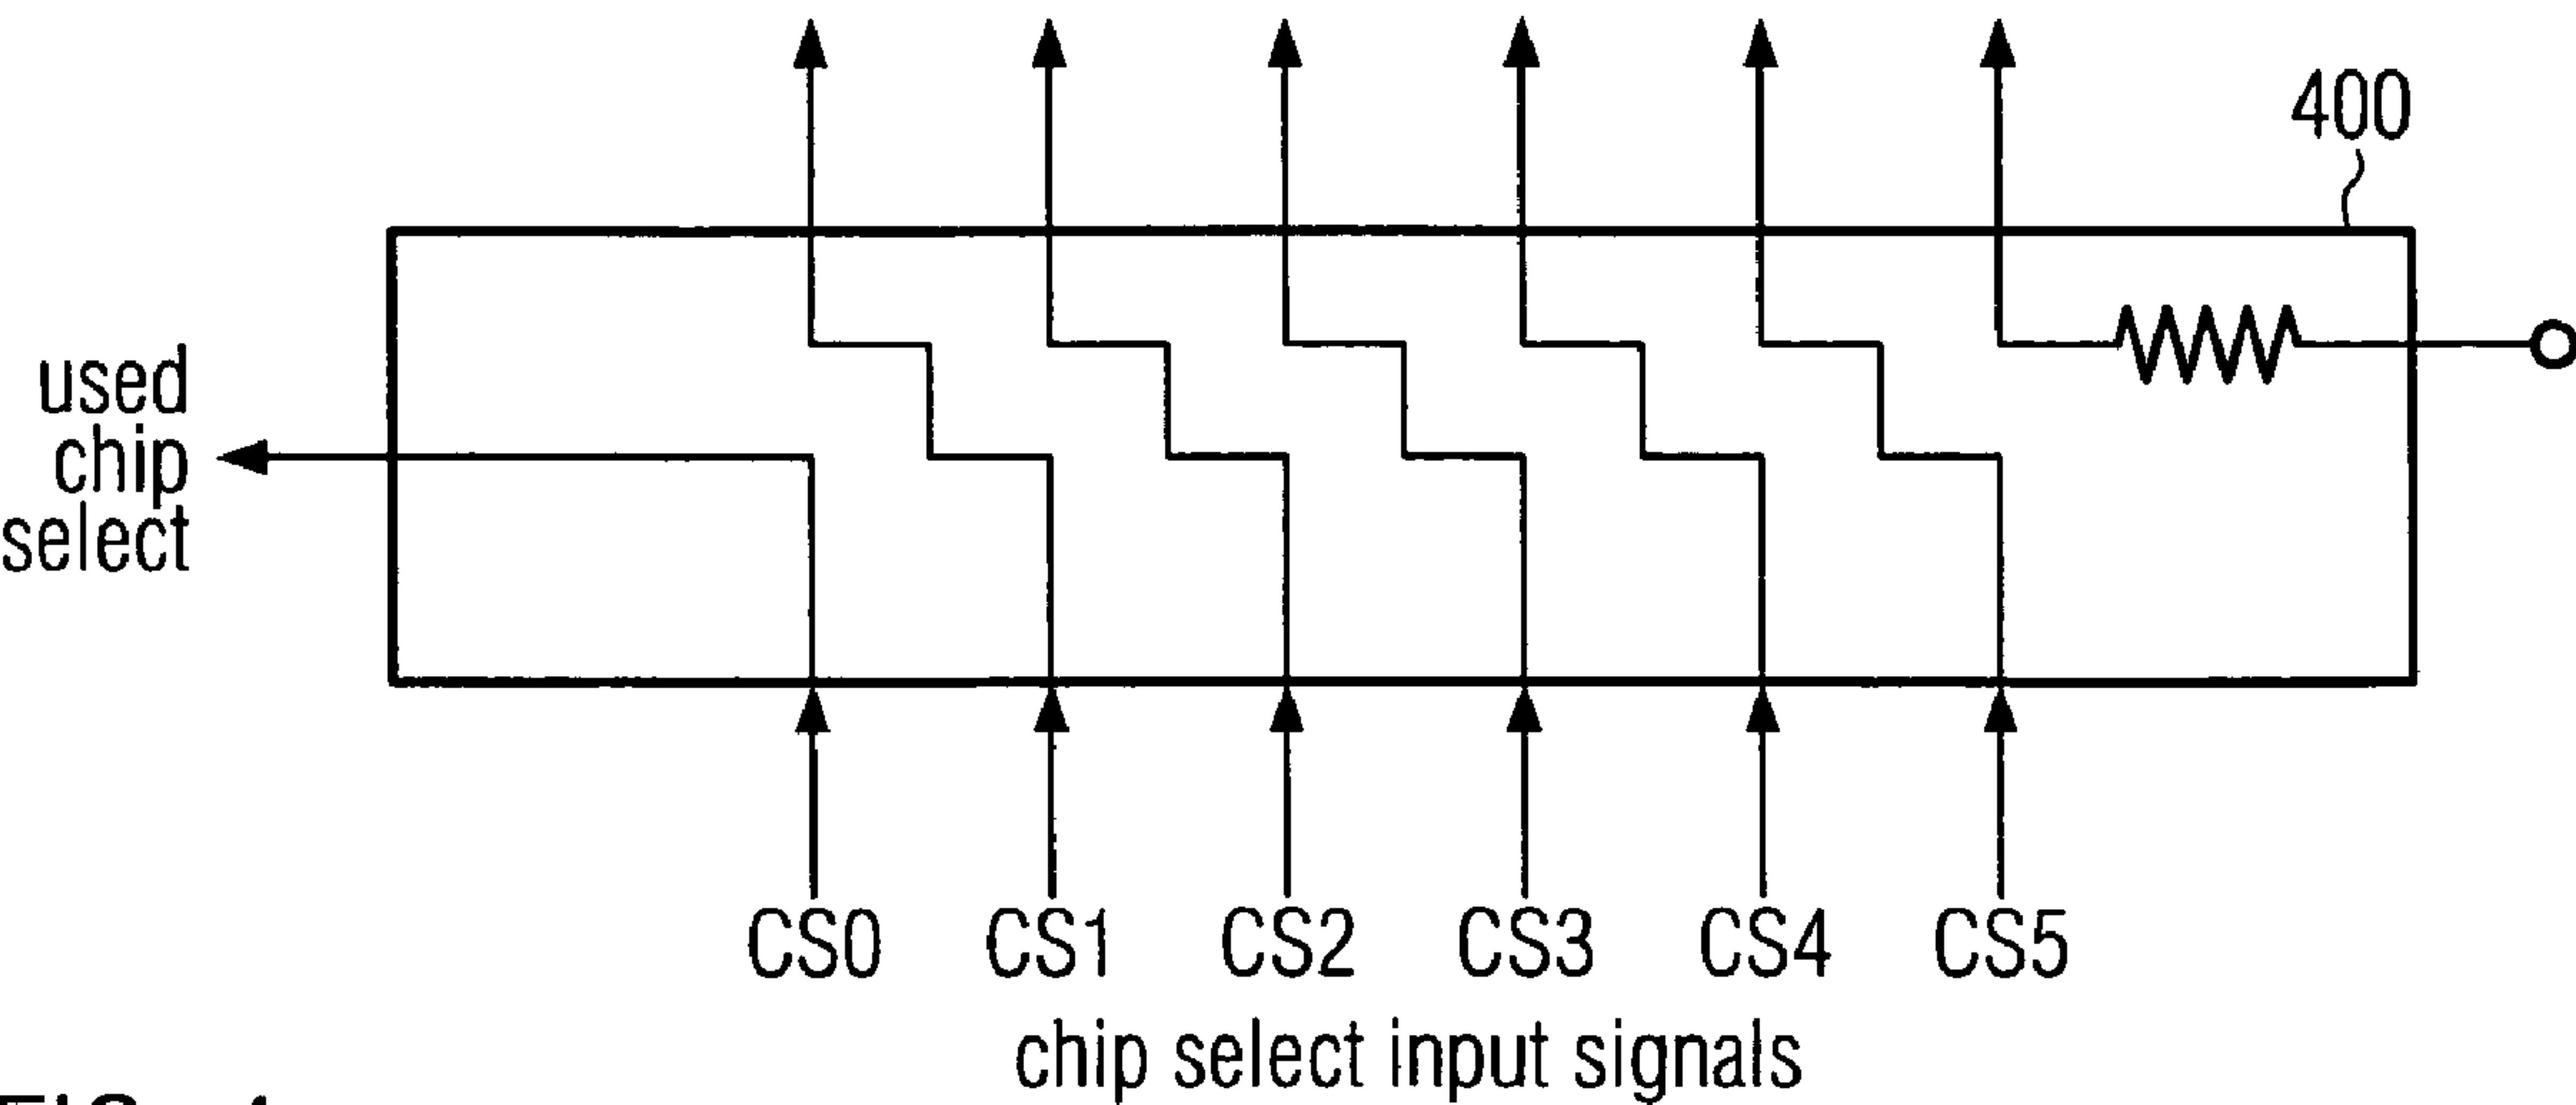 400
used
chip
select
CS0 CS1 CS2 CS3 CS4 CS5
chip select input signals